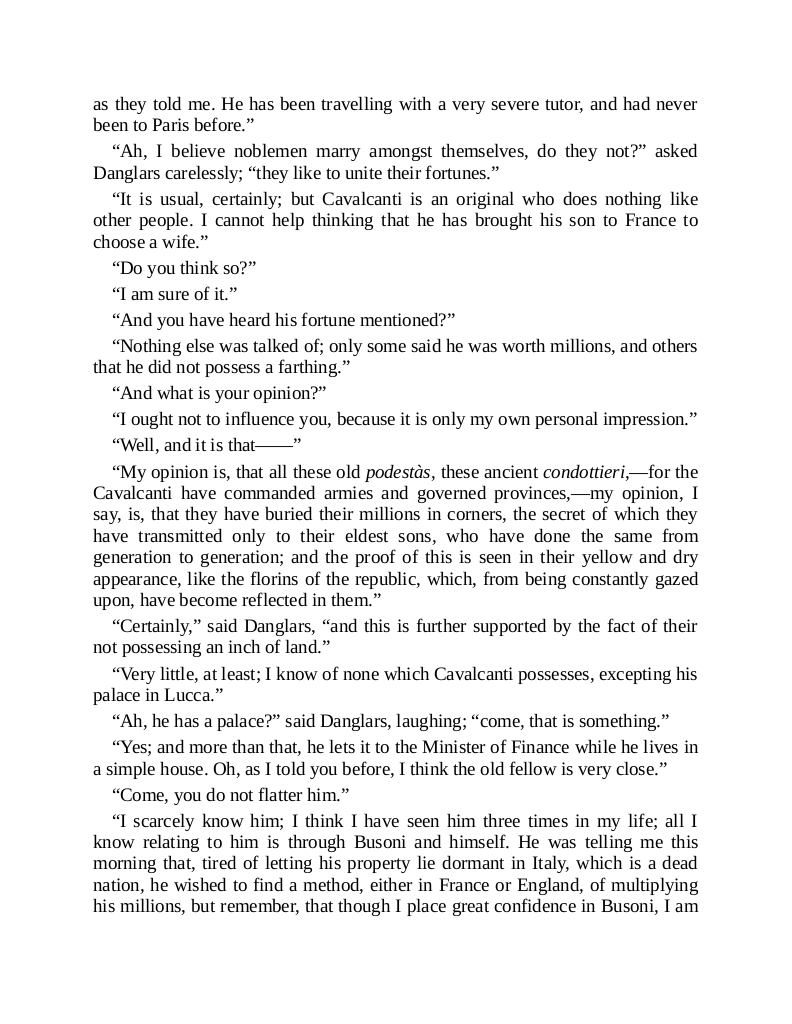 as they told me. He has been travelling with a very severe tutor, and had never
been to Paris before.”
“Ah, I believe noblemen marry amongst themselves, do they not?” asked
Danglars carelessly; “they like to unite their fortunes.”
“It is usual, certainly; but Cavalcanti is an original who does nothing like
other people. I cannot help thinking that he has brought his son to France to
choose a wife.”
“Do you think so?”
“I am sure of it.”
“And you have heard his fortune mentioned?”
“Nothing else was talked of; only some said he was worth millions, and others
that he did not possess a farthing.”
“And what is your opinion?”
“I ought not to influence you, because it is only my own personal impression.”
“Well, and it is that——”
“My opinion is, that all these old podestàs, these ancient condottieri,—for the
Cavalcanti have commanded armies and governed provinces,—my opinion, I
say, is, that they have buried their millions in corners, the secret of which they
have transmitted only to their eldest sons, who have done the same from
generation to generation; and the proof of this is seen in their yellow and dry
appearance, like the florins of the republic, which, from being constantly gazed
upon, have become reflected in them.”
“Certainly,” said Danglars, “and this is further supported by the fact of their
not possessing an inch of land.”
“Very little, at least; I know of none which Cavalcanti possesses, excepting his
palace in Lucca.”
“Ah, he has a palace?” said Danglars, laughing; “come, that is something.”
“Yes; and more than that, he lets it to the Minister of Finance while he lives in
a simple house. Oh, as I told you before, I think the old fellow is very close.”
“Come, you do not flatter him.”
“I scarcely know him; I think I have seen him three times in my life; all I
know relating to him is through Busoni and himself. He was telling me this
morning that, tired of letting his property lie dormant in Italy, which is a dead
nation, he wished to find a method, either in France or England, of multiplying
his millions, but remember, that though I place great confidence in Busoni, I am